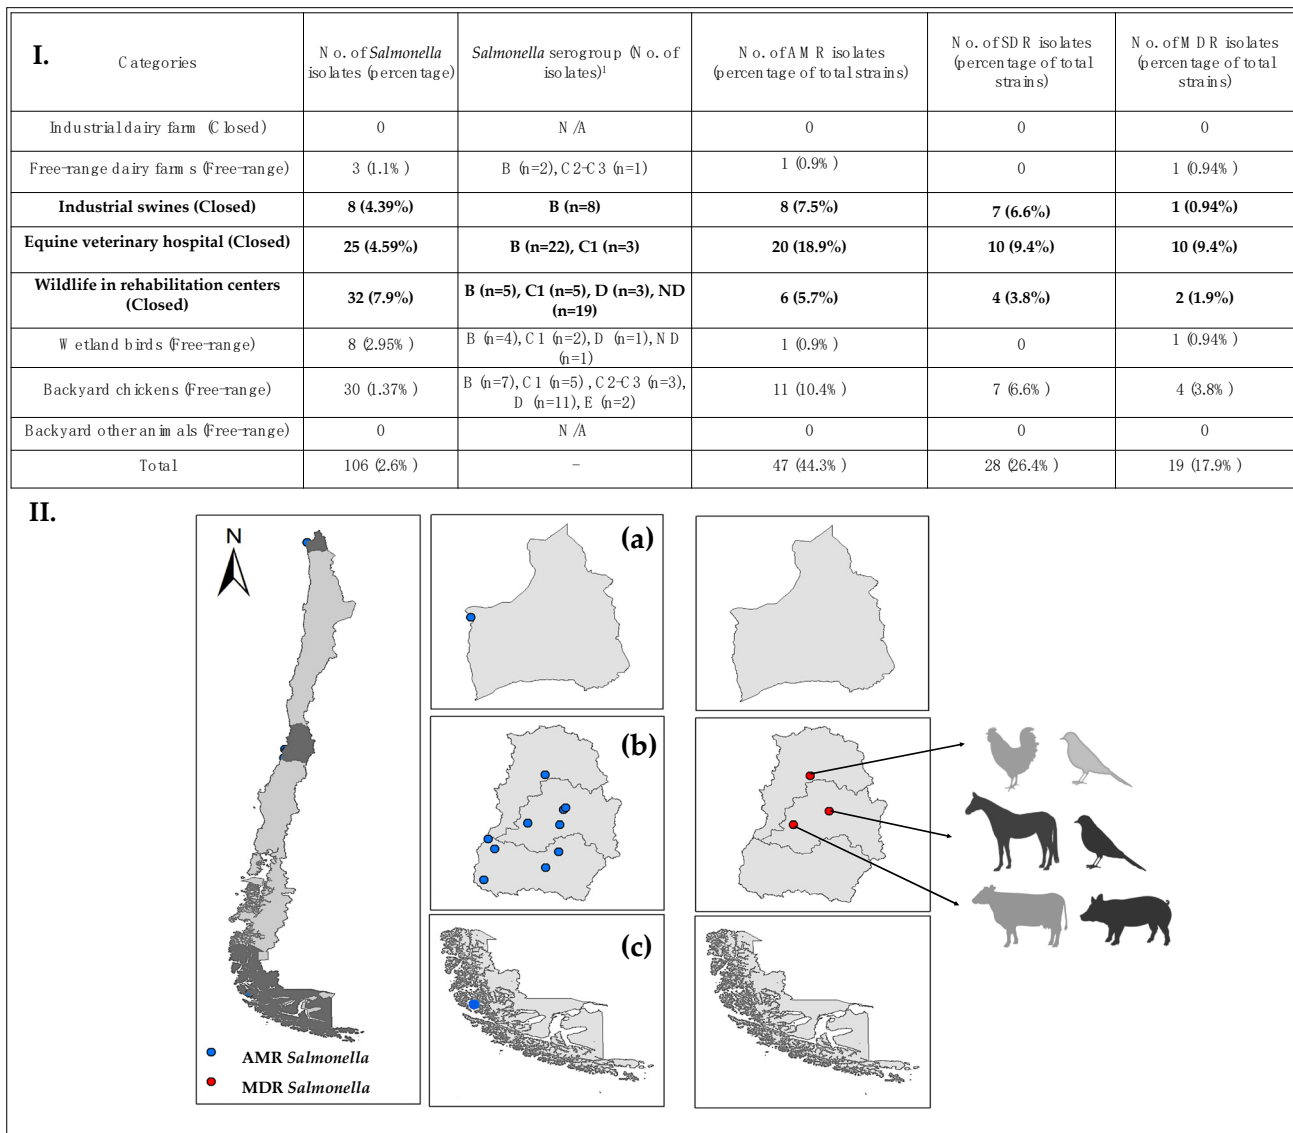 I.
Categories
No. of Salmonella
isolates (percentage)
Salmonella serogroup (No. of
isolates)1
No. of AMR isolates
(percentage of total strains)
No. of SDR isolates
(percentage of total
strains)
No. of MDR isolates
(percentage of total
strains)
Industrial dairy farm (Closed)
0
N/A
0
0
0
Free-range dairy farms (Free-range)
3 (1.1%)
B (n=2), C2-C3 (n=1)
1 (0.9%)
0
1 (0.94%)
Industrial swines (Closed)
8 (4.39%)
B (n=8)
8 (7.5%)
7 (6.6%)
1 (0.94%)
Equine veterinary hospital (Closed)
25 (4.59%)
B (n=22), C1 (n=3)
20 (18.9%)
10 (9.4%)
10 (9.4%)
Wildlife in rehabilitation centers
(Closed)
32 (7.9%)
B (n=5), C1 (n=5), D (n=3), ND
(n=19)
6 (5.7%)
4 (3.8%)
2 (1.9%)
Wetland birds (Free-range)
8 (2.95%)
B (n=4), C1 (n=2), D (n=1), ND
(n=1)
1 (0.9%)
0
1 (0.94%)
Backyard chickens (Free-range)
30 (1.37%)
B (n=7), C1 (n=5), C2-C3 (n=3),
D (n=11), E (n=2)
11 (10.4%)
7 (6.6%)
4 (3.8%)
Backyard other animals (Free-range)
0
N/A
0
0
0
Total
106 (2.6%)
–
47 (44.3%)
28 (26.4%)
19 (17.9%)
II.
N
(a)
(b)
(c)
AMR Salmonella
MDR Salmonella